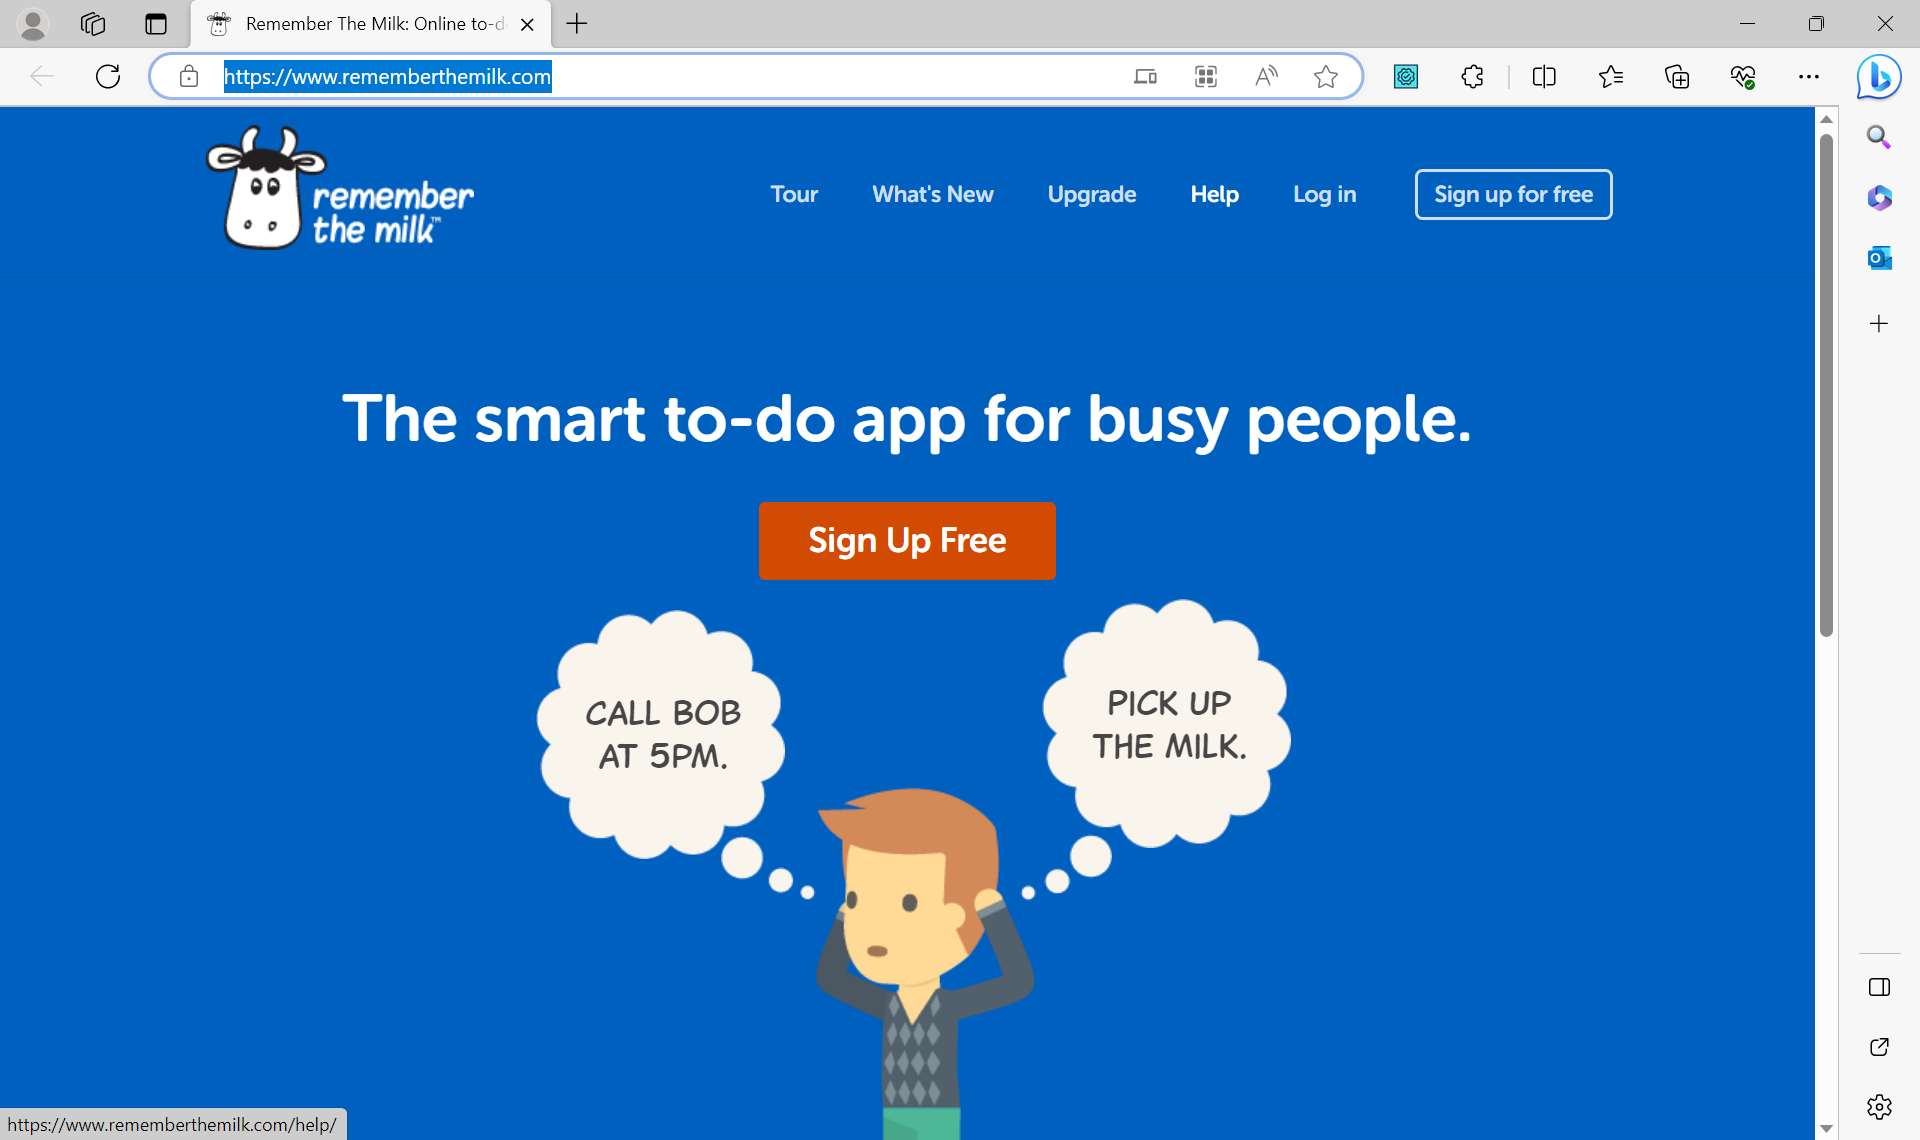 Remember The Milk: Online to-d
https://www.rememberthemilk.com
remember
the milk™
Tour
What's New
Upgrade
Help
Log in
Sign up for free
The smart to-do app for busy people.
Sign Up Free
CALL BOB
AT 5PM.
PICK UP
THE MILK.
https://www.rememberthemilk.com/help/